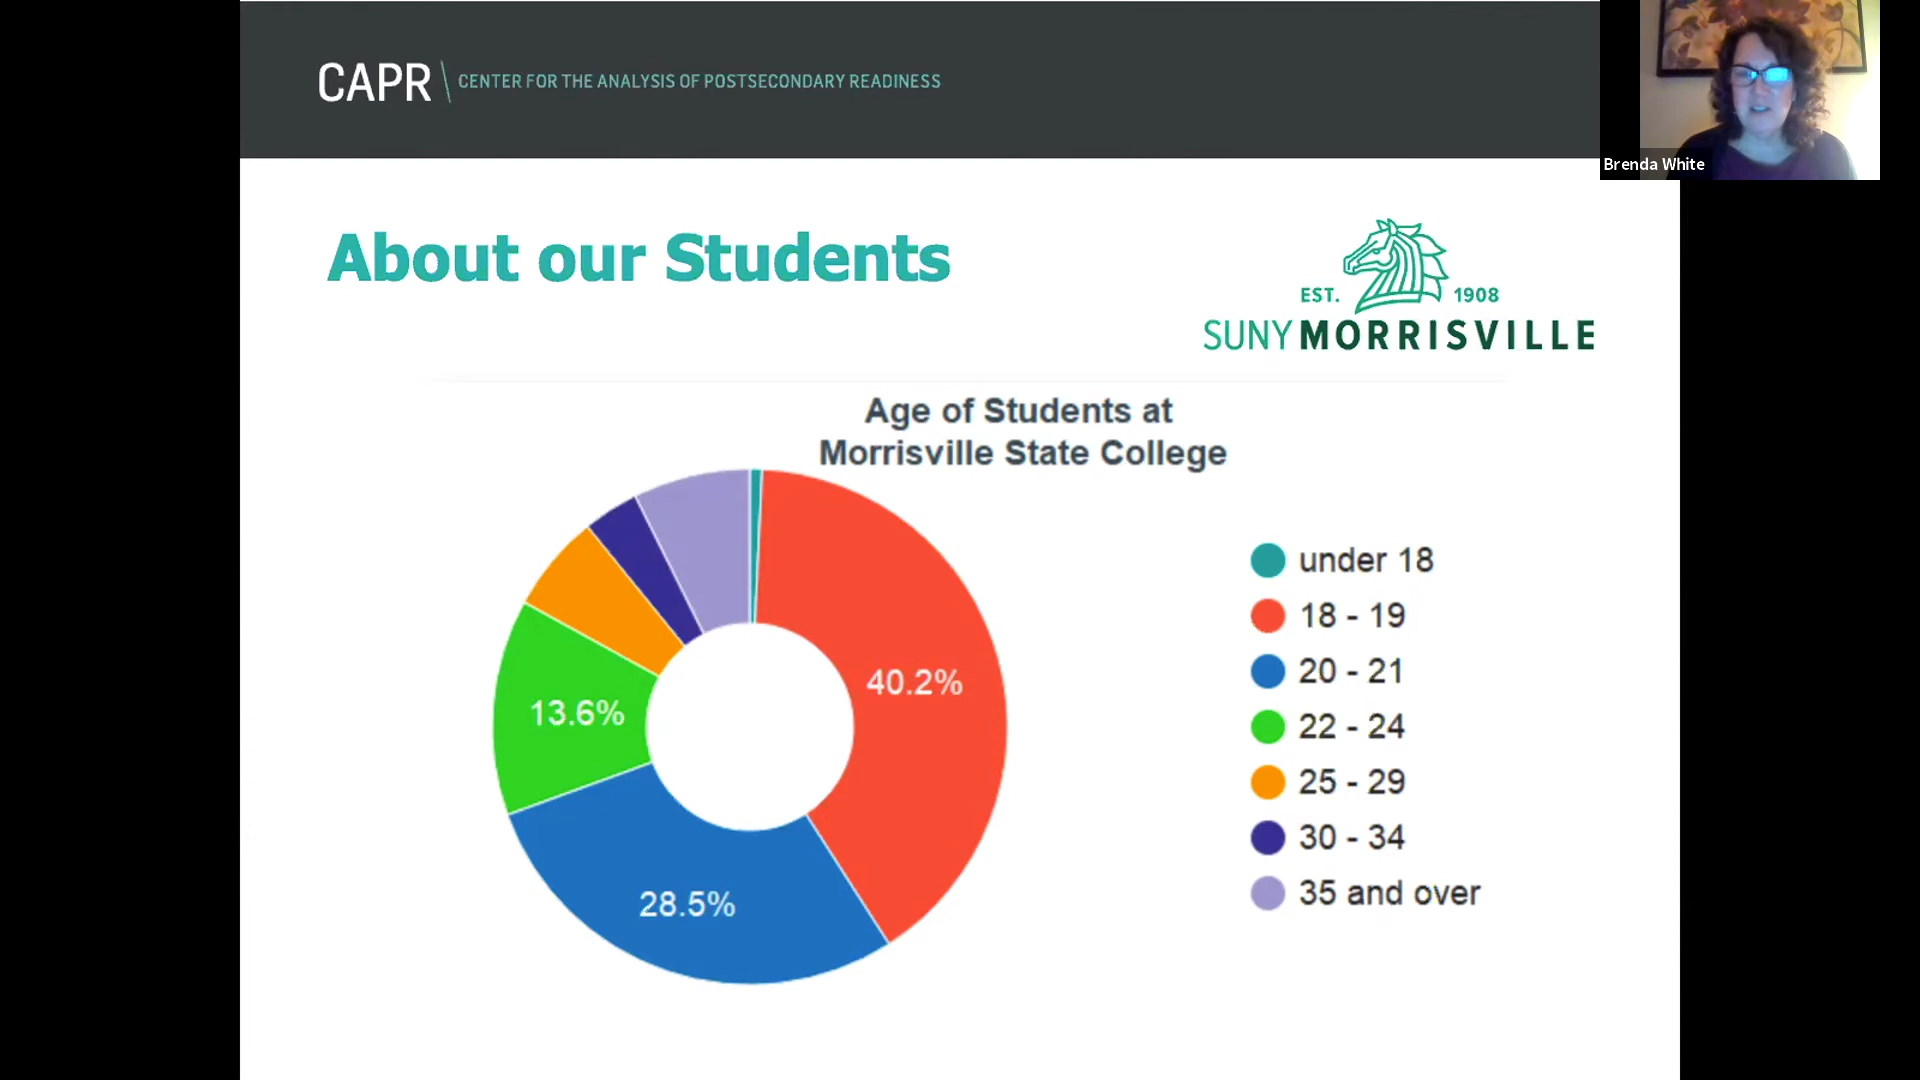 CAPR
CENTER FOR THE ANALYSIS OF POSTSECONDARY READINESS
Brenda White
About our Students
EST. 1908
SUNYMORRISVILLE
Age of Students at
Morrisville State College
40.2%
13.6%
28.5%
under 18
18 - 19
20 - 21
22 - 24
25 - 29
30 - 34
35 and over